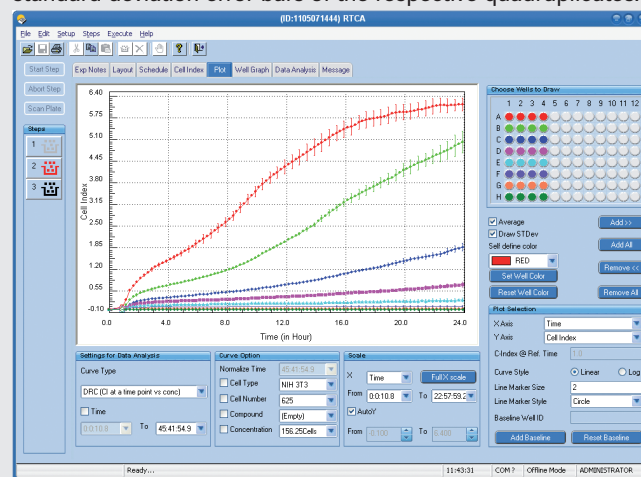 standard deviation error bars of the respective quadruplicates.
(ID:1105071444) RTCA
File Edit Setup Steps Execute Help
Start Step
Abort Step
Scan Plate
Steps
1
2
3
Exp Notes Layout Schedule Cell Index Plot Well Graph Data Analysis Message
6.40
5.75
5.10
4.45
3.80
3.15
2.50
1.85
1.20
0.55
-0.10
Cell Index
0.0 4.0 8.0 12.0 16.0 20.0 24.0
Time (in Hour)
Choose Wells to Draw
1 2 3 4 5 6 7 8 9 10 11 12
A
B
C
D
E
F
G
H
Average
Draw STDev
Self define color
RED
Set Well Color
Reset Well Color
Add >>
Add All
Remove <<
Remove All
Plot Selection
X Axis Time
Y Axis Cell Index
C-Index @ Ref. Time 1.0
Curve Style Linear Log
Line Marker Size 2
Line Marker Style Circle
Baseline Well ID
Add Baseline Reset Baseline
Settings for Data Analysis
Curve Type
DRC (CI at a time point vs conc)
Time
0:0:10.8 To 45:41:54.9
Curve Option
Normalize Time 45:41:54.9
Cell Type NIH 3T3
Cell Number 625
Compound (Empty)
Concentration 156.25Cells
Scale
X Time Full X scale
From 0:0:10.8 To 22:57:59.2
AutoY
From -0.100 To 6.400
Ready... 11:43:31 COM ? Offline Mode ADMINISTRATOR